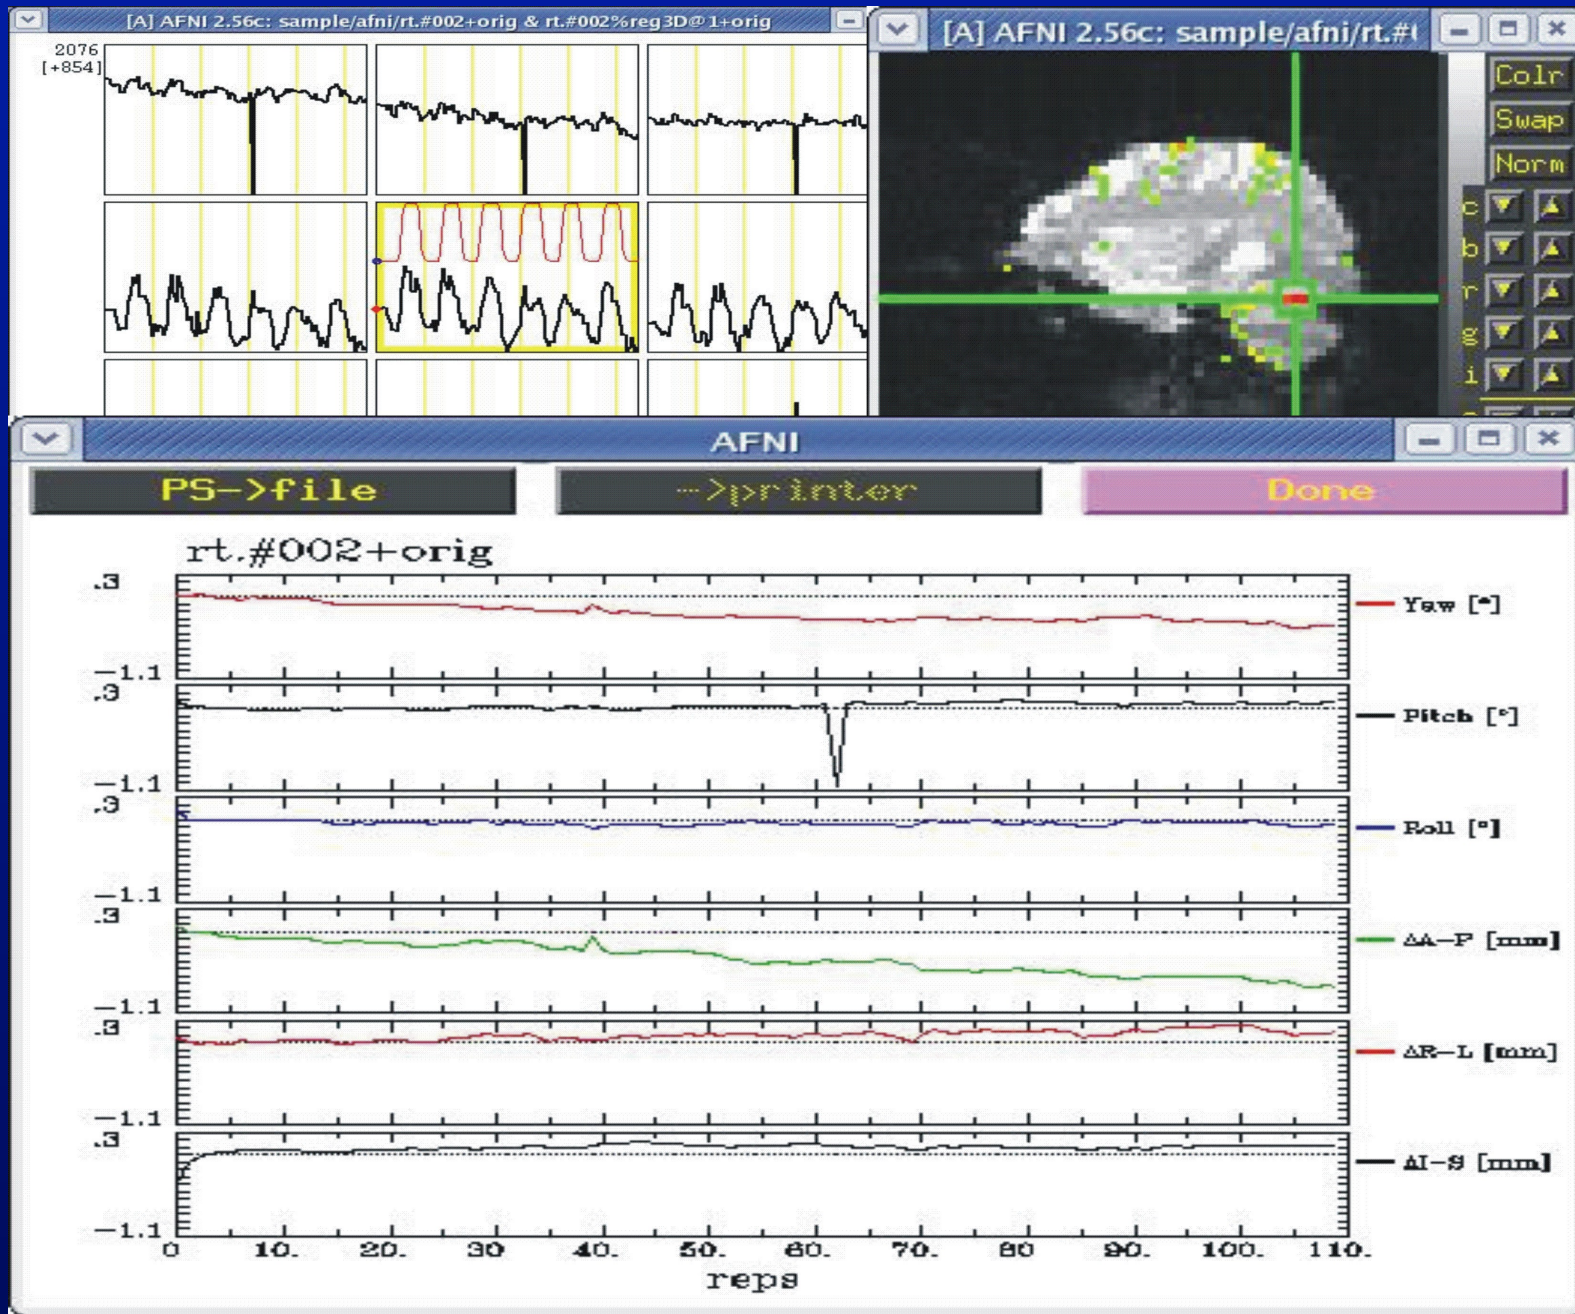 [A] AFNI 2.56c: sample/afni/rt.#002+orig & rt.#002%reg3D@1+orig
2076
[+854]
[A] AFNI 2.56c: sample/afni/rt.#
Colr
Swap
Norm
c
b
r
g
i
AFNI
PS->file
->printer
Done
rt.#002+orig
.3
-1.1
Yaw [°]
.3
-1.1
Pitch [°]
.3
-1.1
Roll [°]
.3
-1.1
ΔA-P [mm]
.3
-1.1
ΔR-L [mm]
.3
-1.1
ΔI-S [mm]
0 10. 20. 30 40. 50. 60. 70. 80 90. 100. 110.
reps